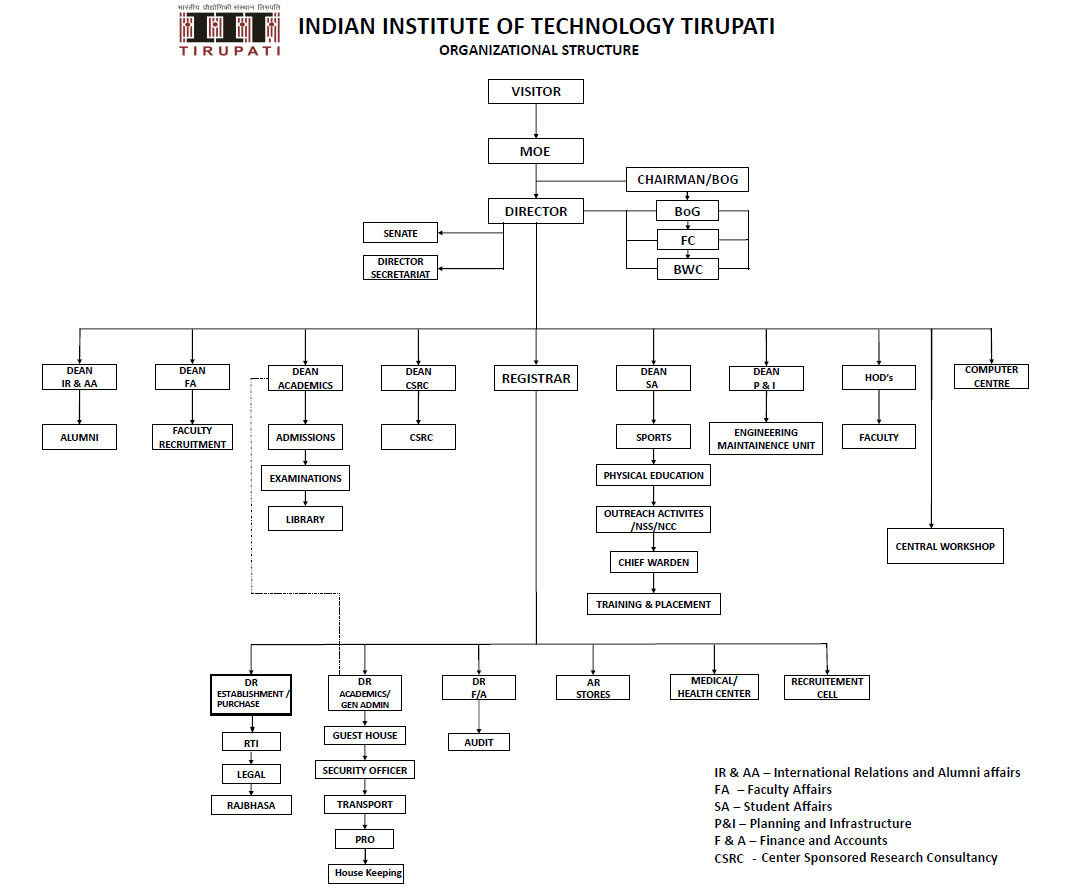 भारतीय प्रौद्योगिकी संस्थान तिरुपति
TIRUPATI
INDIAN INSTITUTE OF TECHNOLOGY TIRUPATI
ORGANIZATIONAL STRUCTURE
VISITOR
MOE
CHAIRMAN/BOG
DIRECTOR
BoG
SENATE
FC
DIRECTOR
SECRETARIAT
BWC
DEAN
IR & AA
DEAN
FA
DEAN
ACADEMICS
DEAN
CSRC
REGISTRAR
DEAN
SA
DEAN
P & I
HOD's
COMPUTER
CENTRE
ALUMNI
FACULTY
RECRUITMENT
ADMISSIONS
CSRC
SPORTS
ENGINEERING
MAINTAINENCE UNIT
FACULTY
EXAMINATIONS
PHYSICAL EDUCATION
LIBRARY
OUTREACH ACTIVITES
/NSS/NCC
CENTRAL WORKSHOP
CHIEF WARDEN
TRAINING & PLACEMENT
DR
ESTABLISHMENT /
PURCHASE
DR
ACADEMICS/
GEN ADMIN
DR
F/A
AR
STORES
MEDICAL/
HEALTH CENTER
RECRUITEMENT
CELL
RTI
GUEST HOUSE
AUDIT
LEGAL
SECURITY OFFICER
RAJBHASA
TRANSPORT
PRO
House Keeping
IR & AA – International Relations and Alumni affairs
FA – Faculty Affairs
SA – Student Affairs
P&I – Planning and Infrastructure
F & A – Finance and Accounts
CSRC - Center Sponsored Research Consultancy